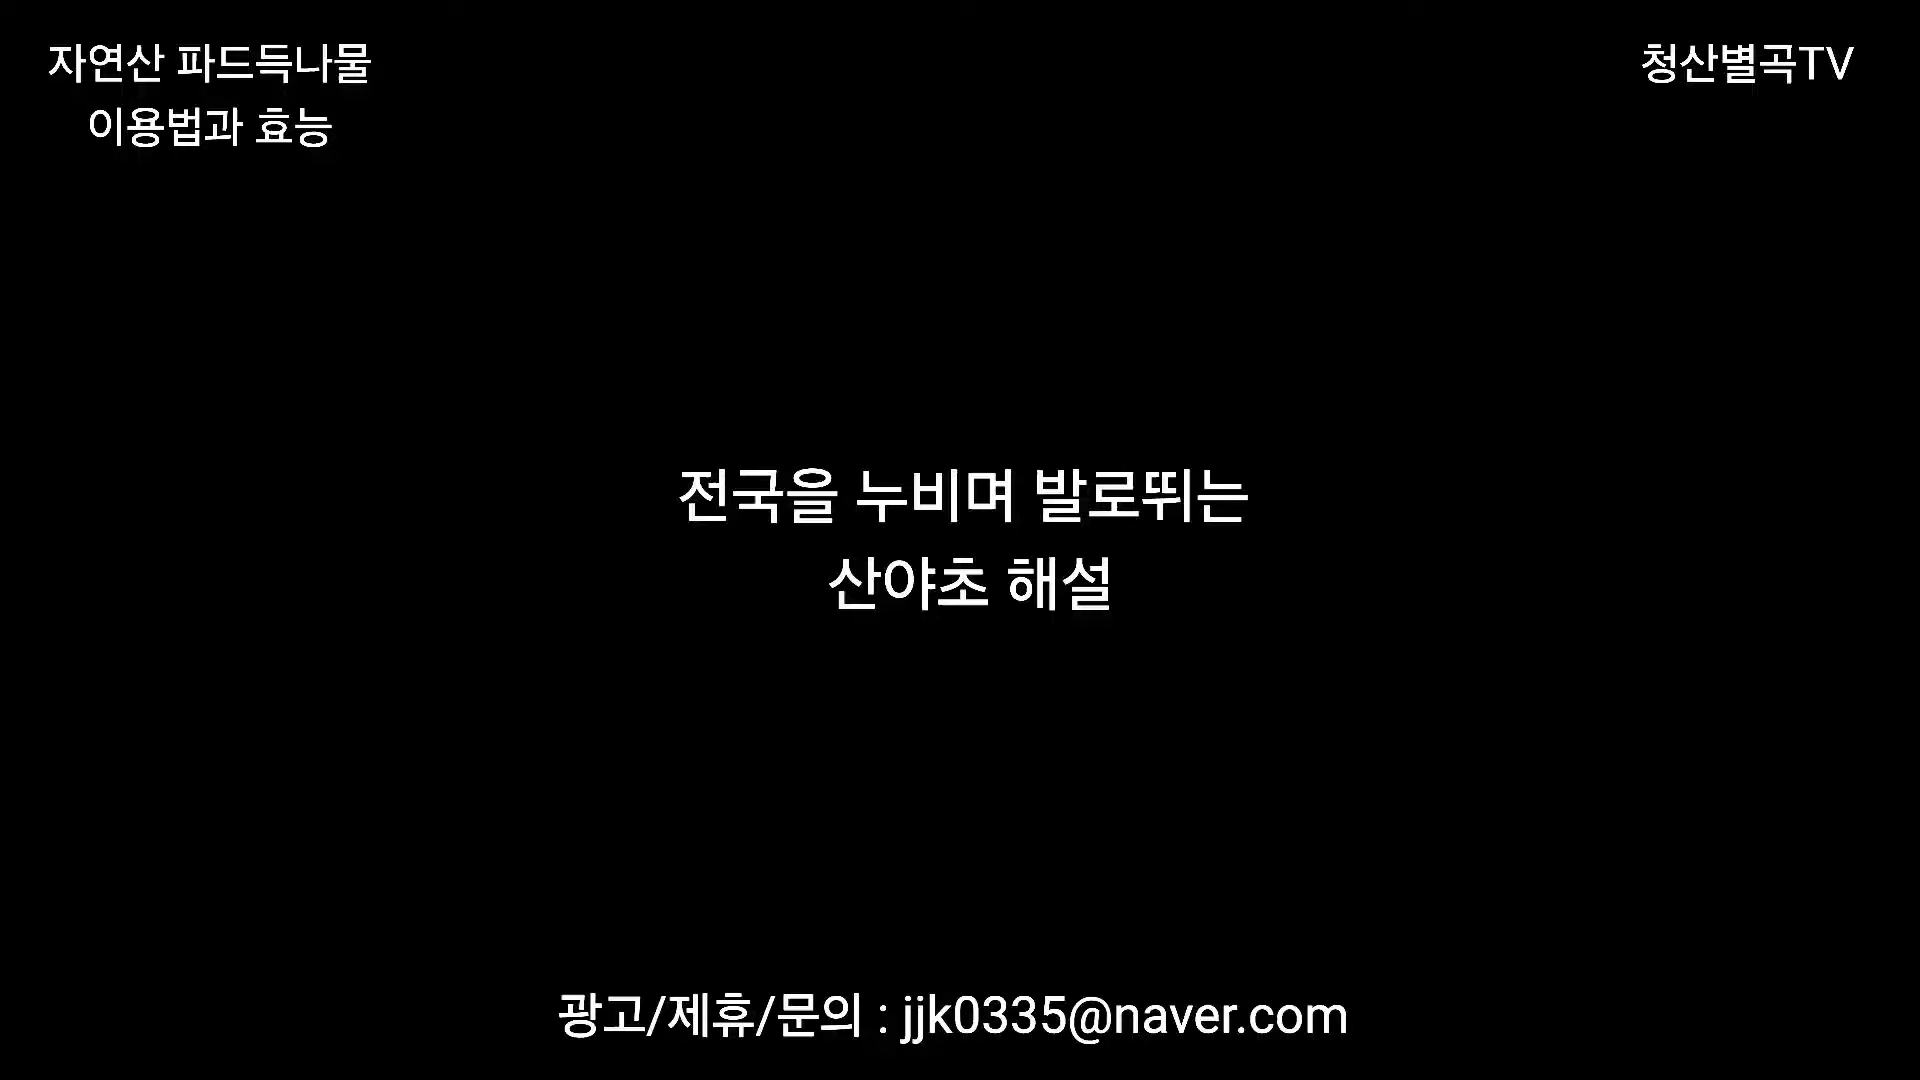 자연산 파드득나물
이용법과 효능
청산별곡TV
전국을 누비며 발로뛰는
산야초 해설
광고/제휴/문의 : jjk0335@naver.com